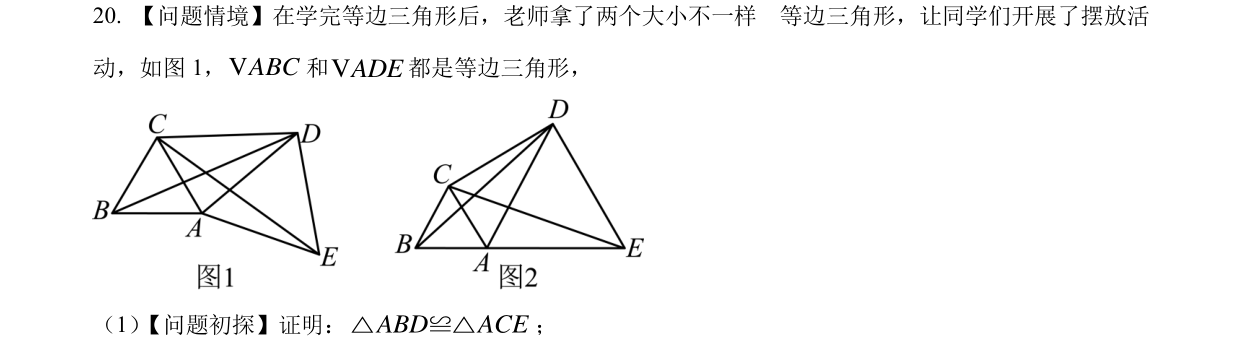 20. 【问题情境】在学完等边三角形后，老师拿了两个大小不一样 等边三角形，让同学们开展了摆放活
动，如图 1，VABC 和VADE 都是等边三角形，
C
D
B
A
E
图1
D
C
B
A
E
图2
（1）【问题初探】证明：△ABD≌△ACE；